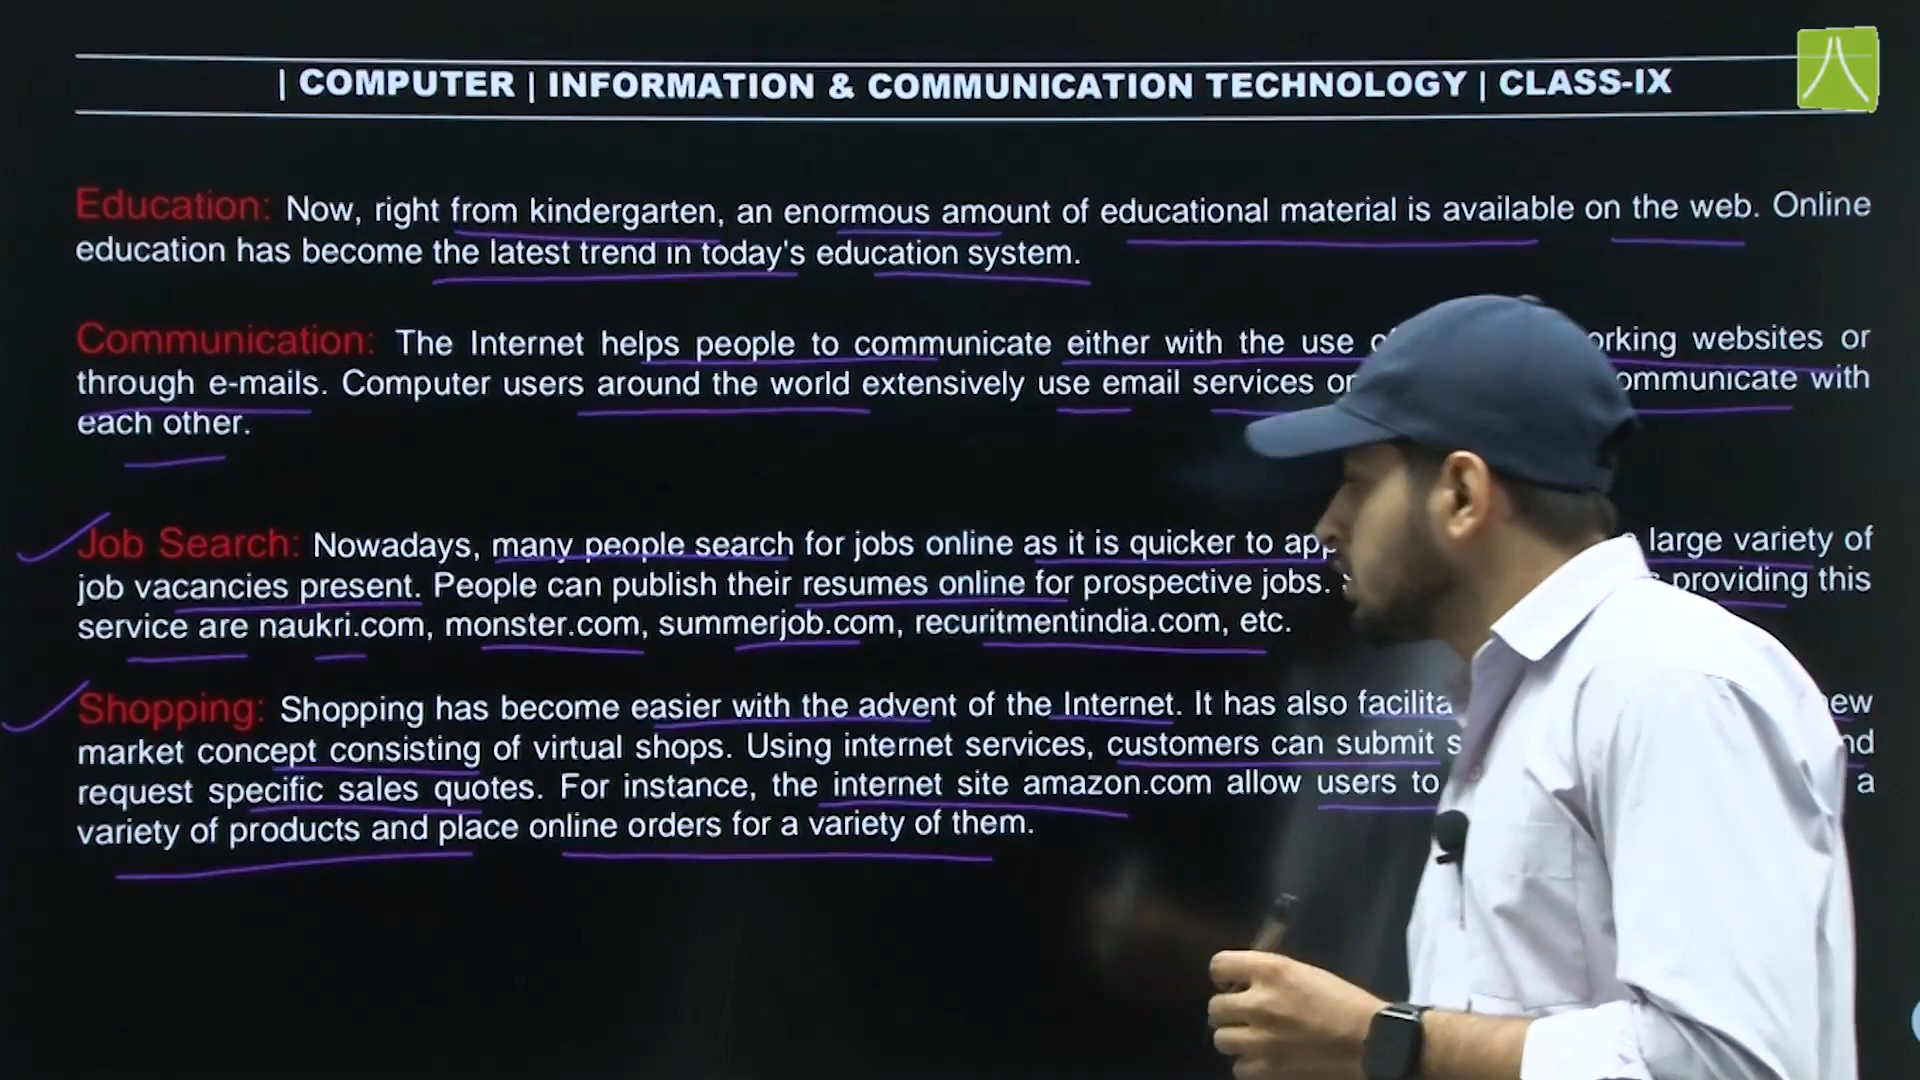 | COMPUTER | INFORMATION & COMMUNICATION TECHNOLOGY | CLASS-IX
Education: Now, right from kindergarten, an enormous amount of educational material is available on the web. Online
education has become the latest trend in today's education system.
Communication: The Internet helps people to communicate either with the use websites or
through e-mails. Computer users around the world extensively use email services with
each other.
Job Search: Nowadays, many people search for jobs online as it is quicker to large variety of
job vacancies present. People can publish their resumes online for prospective jobs. providing this
service are naukri.com, monster.com, summerjob.com, recuritmentindia.com, etc.
Shopping: Shopping has become easier with the advent of the Internet. It has also
market concept consisting of virtual shops. Using internet services, customers can submit
request specific sales quotes. For instance, the internet site amazon.com allow users to a
variety of products and place online orders for a variety of them.